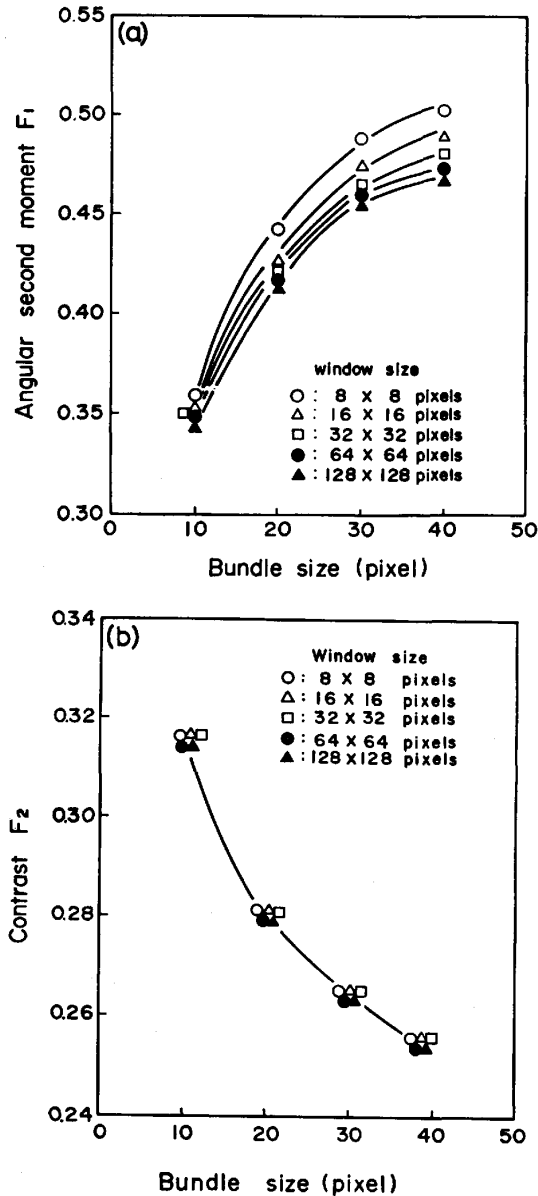 0.55
(a)
0.50
0.45
0.40
0.35
0.30
Angular second moment F1
window size
○ : 8 X 8 pixels
△ : 16 X 16 pixels
□ : 32 X 32 pixels
● : 64 X 64 pixels
▲ : 128 X 128 pixels
0 10 20 30 40 50
Bundle size (pixel)
0.34
(b)
0.32
0.30
0.28
0.26
0.24
Contrast F2
Window size
○ : 8 X 8 pixels
△ : 16 X 16 pixels
□ : 32 X 32 pixels
● : 64 X 64 pixels
▲ : 128 X 128 pixels
0 10 20 30 40 50
Bundle size (pixel)